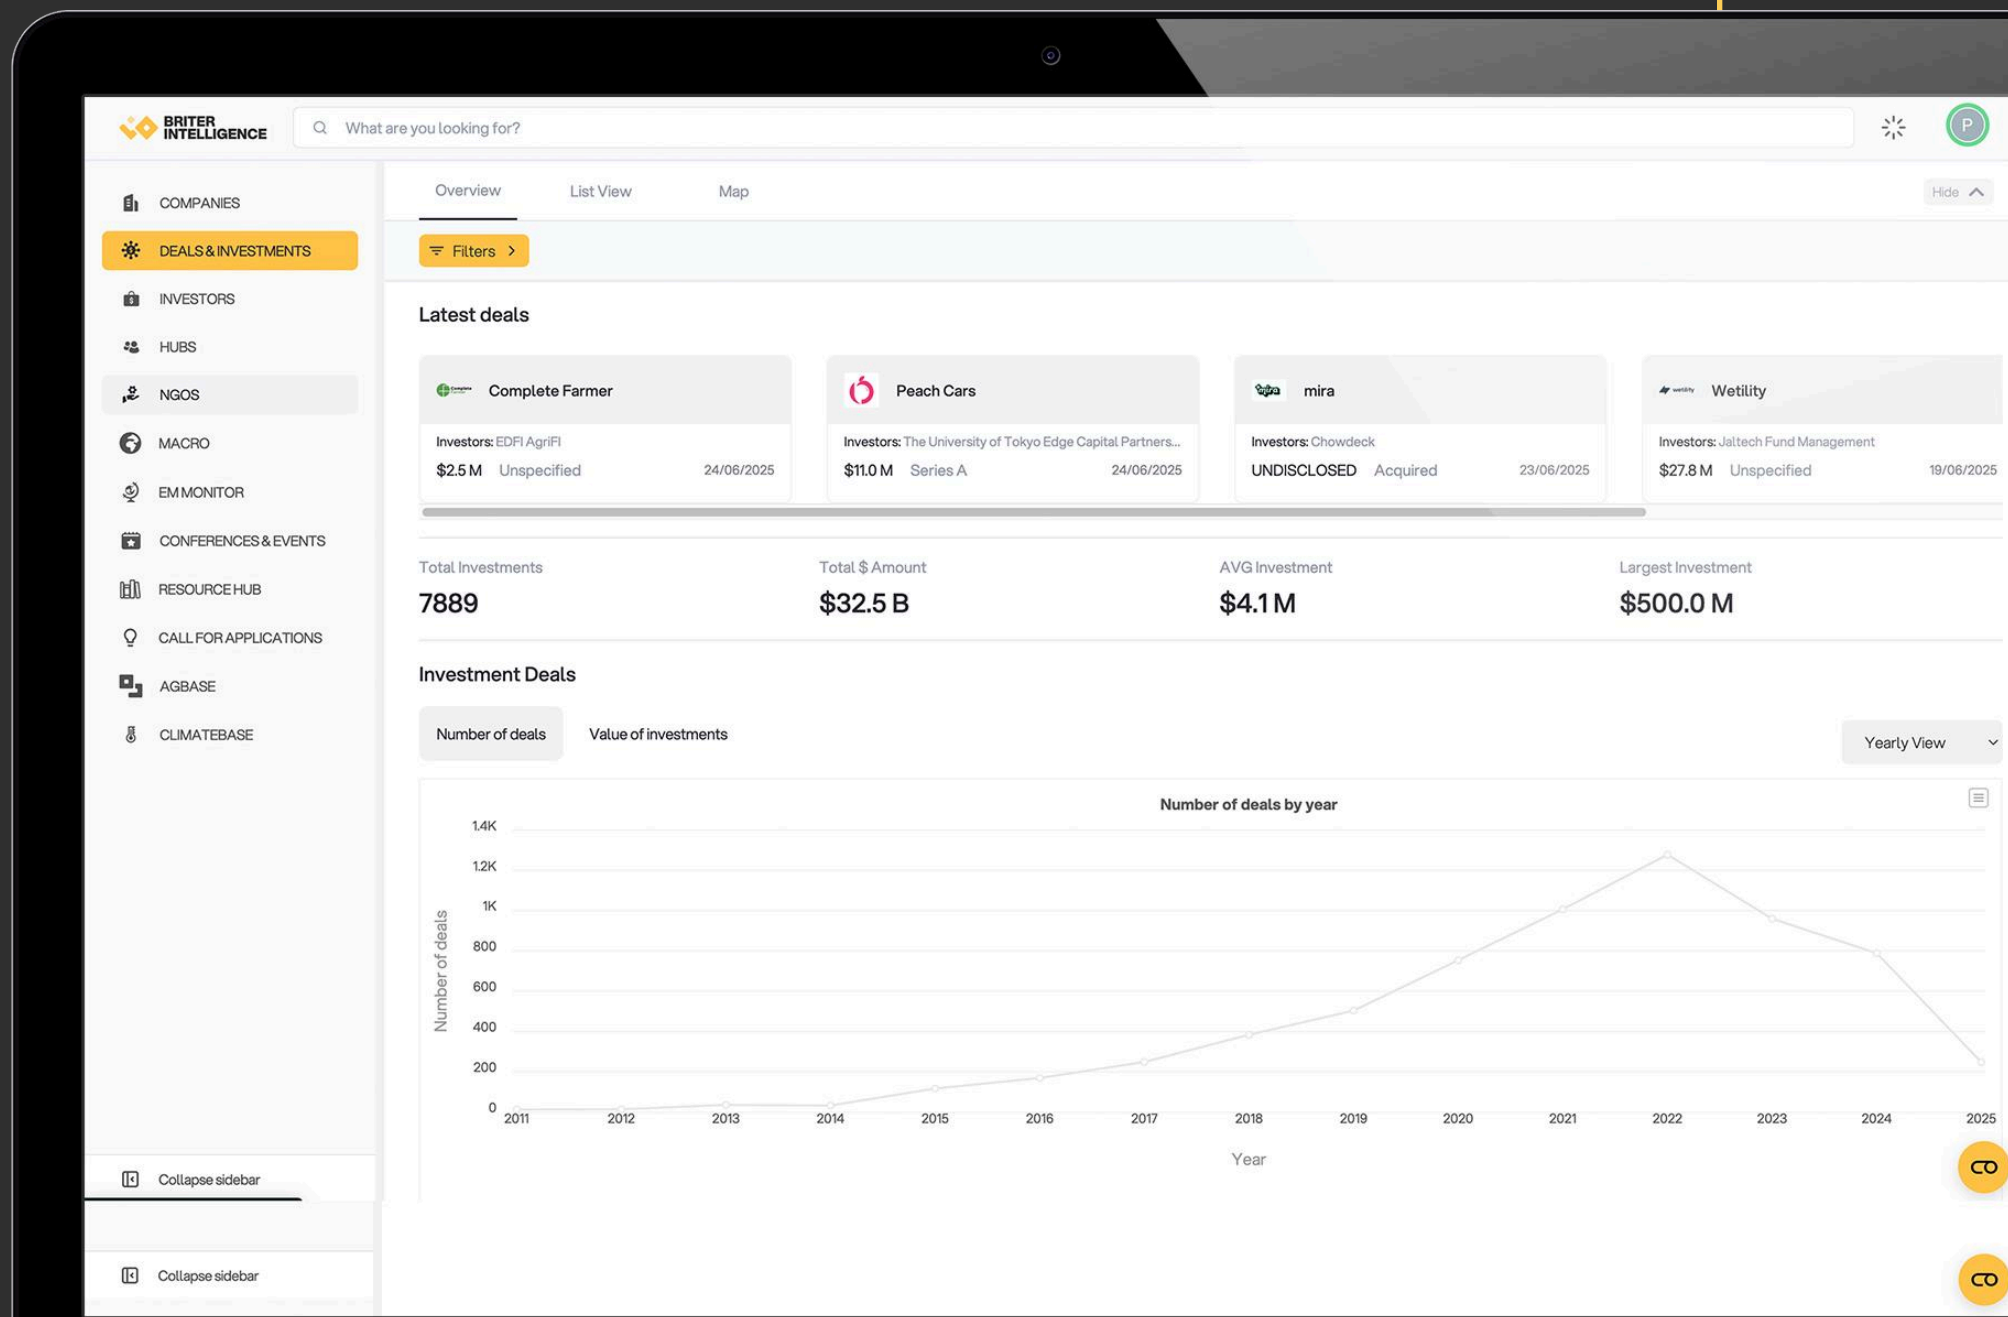 BRITER
INTELLIGENCE
What are you looking for?
P
COMPANIES
DEALS & INVESTMENTS
INVESTORS
HUBS
NGOS
MACRO
EM MONITOR
CONFERENCES & EVENTS
RESOURCE HUB
CALL FOR APPLICATIONS
AGBASE
CLIMATEBASE
Collapse sidebar
Collapse sidebar
Overview List View Map
Hide
Filters
Latest deals
Complete Farmer
Investors: EDFI AgriFI
$2.5 M Unspecified 24/06/2025
Peach Cars
Investors: The University of Tokyo Edge Capital Partners...
$11.0 M Series A 24/06/2025
mira mira
Investors: Chowdeck
UNDISCLOSED Acquired 23/06/2025
wetility Wetility
Investors: Jaltech Fund Management
$27.8 M Unspecified 19/06/2025
Total Investments
7889
Total $ Amount
$32.5 B
AVG Investment
$4.1 M
Largest Investment
$500.0 M
Investment Deals
Number of deals Value of investments
Yearly View
Number of deals by year
Number of deals
1.4K
1.2K
1K
800
600
400
200
0
2011 2012 2013 2014 2015 2016 2017 2018 2019 2020 2021 2022 2023 2024 2025
Year